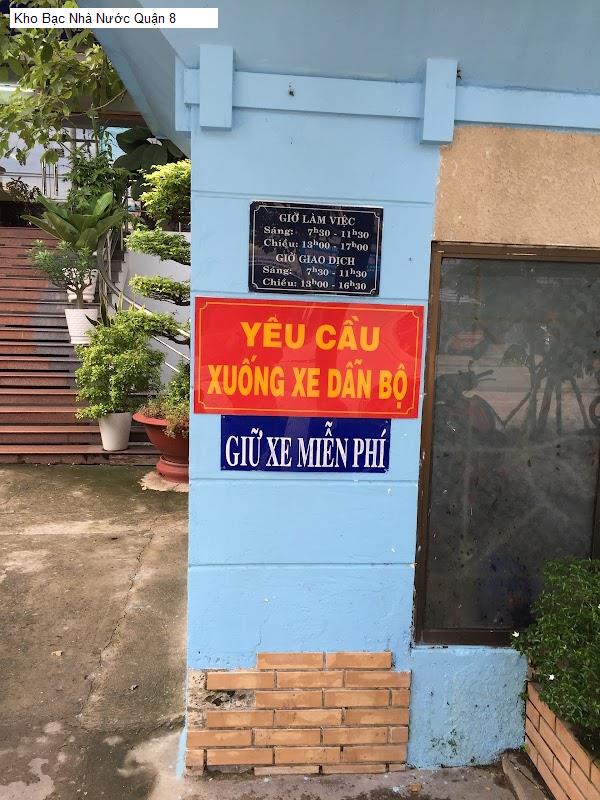 Kho Bạc Nhà Nước Quận 8
GIỜ LÀM VIỆC
Sáng: 7h30 - 11h30
Chiều: 13h00 - 17h00
GIỜ GIAO DỊCH
Sáng: 7h30 - 11h30
Chiều: 13h00 - 16h30
YÊU CẦU
XUỐNG XE DẪN BỘ
GIỮ XE MIỄN PHÍ